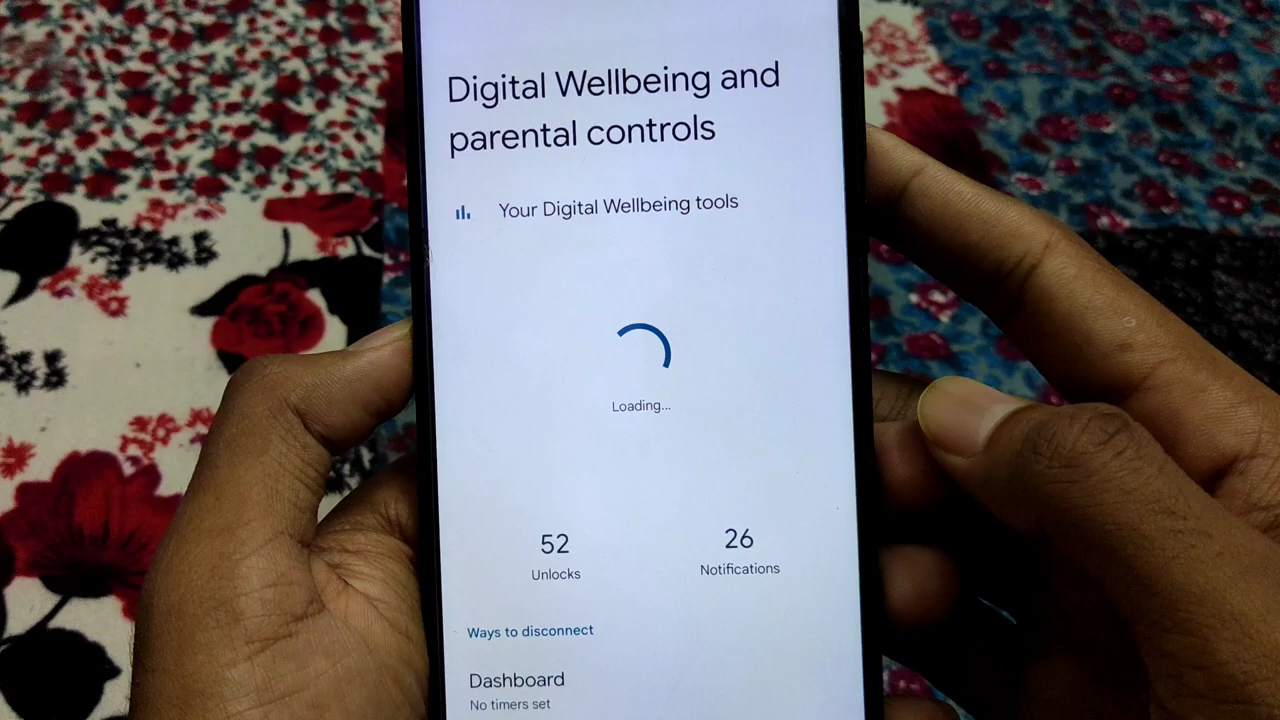 Digital Wellbeing and
parental controls
Your Digital Wellbeing tools
Loading...
52
Unlocks
26
Notifications
Ways to disconnect
Dashboard
No timers set